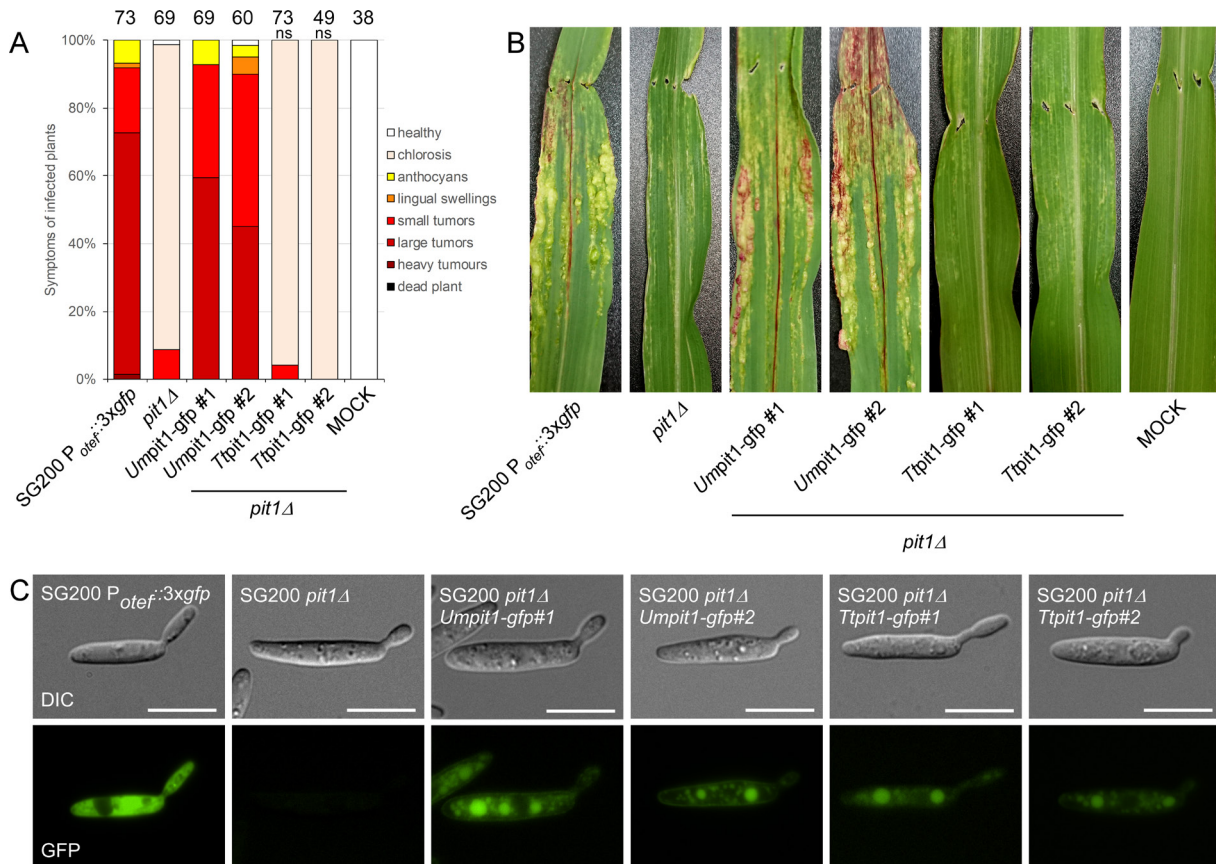 A
73 69 69 60 73 49 38
ns ns
100%
80%
60%
40%
20%
0%
Symptoms of infected plants
healthy
chlorosis
anthocyans
lingual swellings
small tumors
large tumors
heavy tumours
dead plant
SG200 Potef::3xgfp
pit1Δ
Umpit1-gfp #1
Umpit1-gfp #2
Ttpit1-gfp #1
Ttpit1-gfp #2
MOCK
pit1Δ
B
SG200 Potef::3xgfp
pit1Δ
Umpit1-gfp #1
Umpit1-gfp #2
Ttpit1-gfp #1
Ttpit1-gfp #2
MOCK
pit1Δ
C
SG200 Potef::3xgfp
DIC
SG200 pit1Δ
SG200 pit1Δ
Umpit1-gfp#1
SG200 pit1Δ
Umpit1-gfp#2
SG200 pit1Δ
Ttpit1-gfp#1
SG200 pit1Δ
Ttpit1-gfp#2
GFP